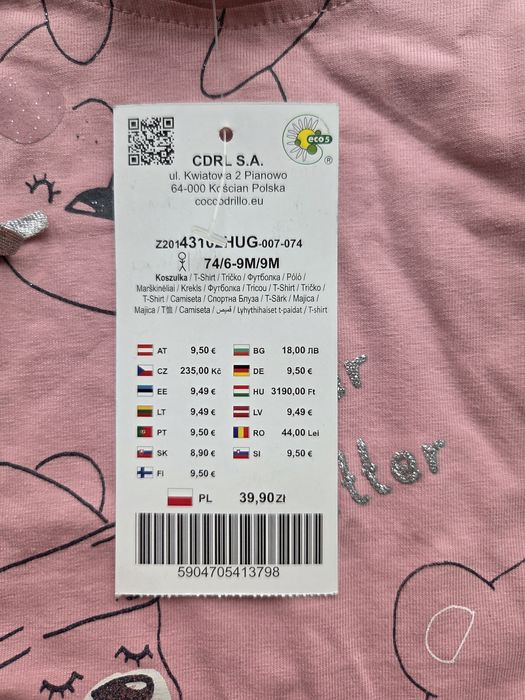 eco5
®
CDRL S.A.
ul. Kwiatowa 2 Pianowo
64-000 Kościan Polska
coccodrillo.eu
Z20143102HUG-007-074
74/6-9M/9M
Koszulka / T-Shirt / Tričko / Футболка / Póló /
Marškinėliai / Krekls / Футболка / Tricou / T-Shirt / Tričko /
T-Shirt / Camiseta / Спортна Блуза / T-Särk / Majica /
Majica / T恤 / Camiseta / قميص / Lyhythihaiset t-paidat / T-shirt
AT 9,50 € BG 18,00 ЛВ
CZ 235,00 Kč DE 9,50 €
EE 9,49 € HU 3190,00 Ft
LT 9,49 € LV 9,49 €
PT 9,50 € RO 44,00 Lei
SK 8,90 € SI 9,50 €
FI 9,50 €
PL 39,90 Zł
5904705413798